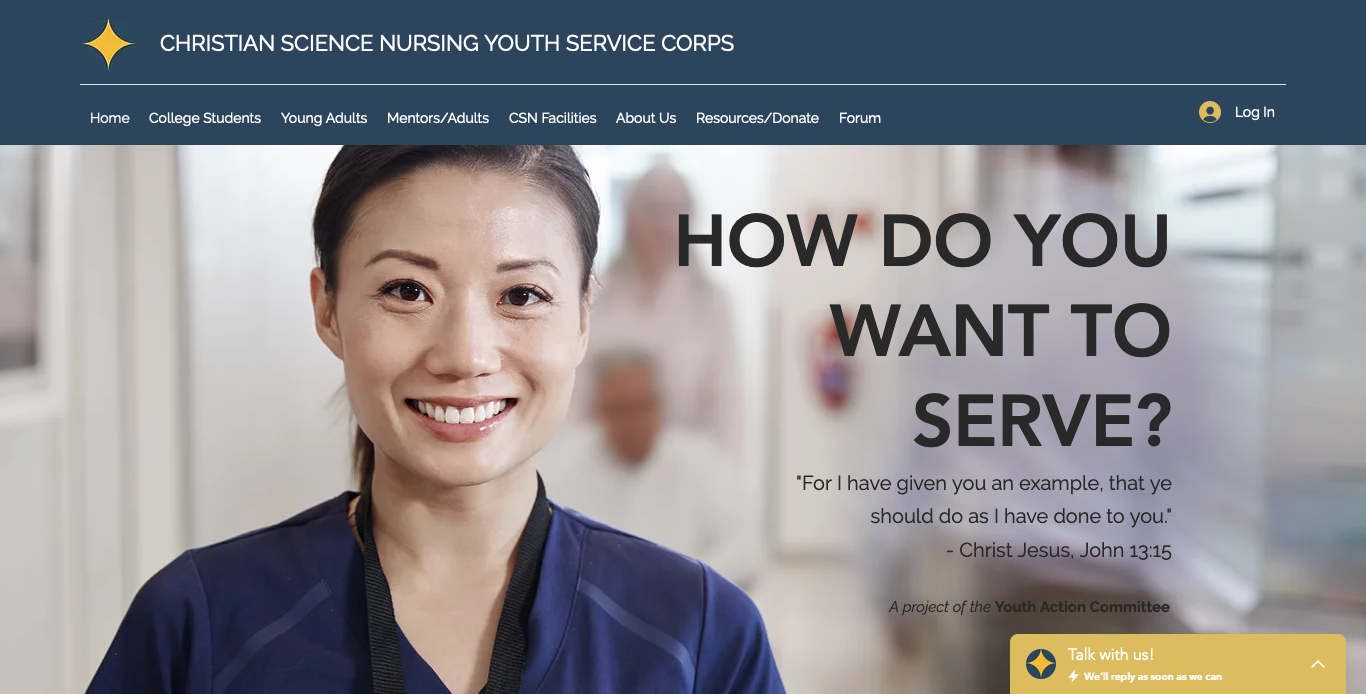 CHRISTIAN SCIENCE NURSING YOUTH SERVICE CORPS
Home College Students Young Adults Mentors/Adults CSN Facilities About Us Resources/Donate Forum Log In
HOW DO YOU
WANT TO
SERVE?
"For I have given you an example, that ye
should do as I have done to you."
- Christ Jesus, John 13:15
A project of the Youth Action Committee
Talk with us!
We'll reply as soon as we can